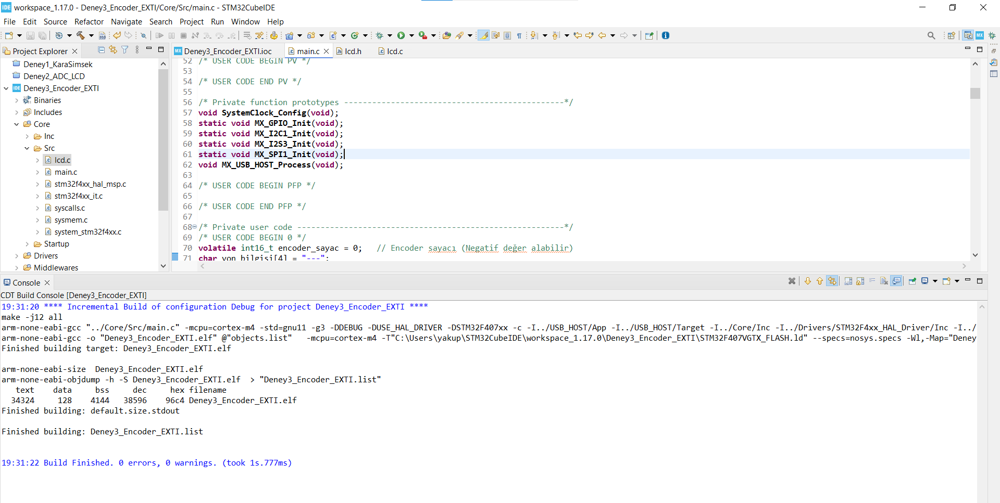 workspace_1.17.0 - Deney3_Encoder_EXTI/Core/Src/main.c - STM32CubeIDE
File Edit Source Refactor Navigate Search Project Run Window Help
Project Explorer
Deney1_KaraSimsek
Deney2_ADC_LCD
Deney3_Encoder_EXTI
Binaries
Includes
Core
Inc
Src
lcd.c
main.c
stm32f4xx_hal_msp.c
stm32f4xx_it.c
syscalls.c
sysmem.c
system_stm32f4xx.c
Startup
Drivers
Middlewares
Deney3_Encoder_EXTI.ioc main.c lcd.h lcd.c
52 /* USER CODE BEGIN PV */
53
54 /* USER CODE END PV */
55
56 /* Private function prototypes -----------------------------------------------*/
57 void SystemClock_Config(void);
58 static void MX_GPIO_Init(void);
59 static void MX_I2C1_Init(void);
60 static void MX_I2S3_Init(void);
61 static void MX_SPI1_Init(void);
62 void MX_USB_HOST_Process(void);
63
64 /* USER CODE BEGIN PFP */
65
66 /* USER CODE END PFP */
67
68 /* Private user code ---------------------------------------------------------*/
69 /* USER CODE BEGIN 0 */
70 volatile int16_t encoder_sayac = 0;   // Encoder sayacı (Negatif değer alabilir)
71 char yon_bilgisi[4] = "---";
Console
CDT Build Console [Deney3_Encoder_EXTI]
19:31:20 **** Incremental Build of configuration Debug for project Deney3_Encoder_EXTI ****
make -j12 all
arm-none-eabi-gcc "../Core/Src/main.c" -mcpu=cortex-m4 -std=gnu11 -g3 -DDEBUG -DUSE_HAL_DRIVER -DSTM32F407xx -c -I../USB_HOST/App -I../USB_HOST/Target -I../Core/Inc -I../Drivers/STM32F4xx_HAL_Driver/Inc -I../
arm-none-eabi-gcc -o "Deney3_Encoder_EXTI.elf" @"objects.list"   -mcpu=cortex-m4 -T"C:\Users\yakup\STM32CubeIDE\workspace_1.17.0\Deney3_Encoder_EXTI\STM32F407VGTX_FLASH.ld" --specs=nosys.specs -Wl,-Map="Deney
Finished building target: Deney3_Encoder_EXTI.elf
arm-none-eabi-size  Deney3_Encoder_EXTI.elf
arm-none-eabi-objdump -h -S Deney3_Encoder_EXTI.elf  > "Deney3_Encoder_EXTI.list"
text    data     bss     dec     hex filename
34324     128    4144   38596    96c4 Deney3_Encoder_EXTI.elf
Finished building: default.size.stdout
Finished building: Deney3_Encoder_EXTI.list
19:31:22 Build Finished. 0 errors, 0 warnings. (took 1s.777ms)